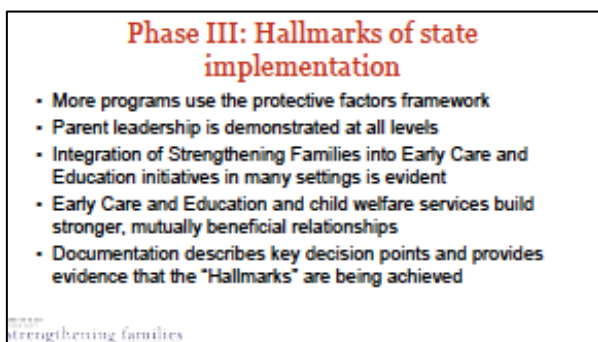 Phase III: Hallmarks of state
implementation
▪ More programs use the protective factors framework
▪ Parent leadership is demonstrated at all levels
▪ Integration of Strengthening Families into Early Care and
Education initiatives in many settings is evident
▪ Early Care and Education and child welfare services build
stronger, mutually beneficial relationships
▪ Documentation describes key decision points and provides
evidence that the "Hallmarks" are being achieved
strengthening families